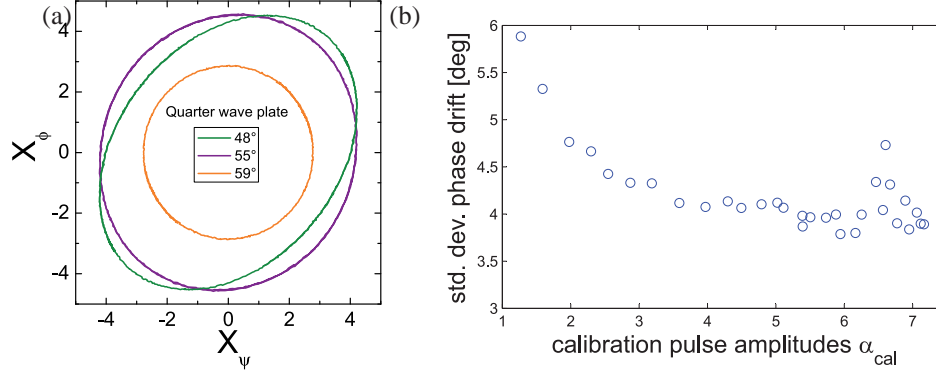 (a)
4
2
0
-2
-4
X_ϕ
Quarter wave plate
48°
55°
59°
-4 -2 0 2 4
X_ψ
(b)
6
5.5
5
4.5
4
3.5
3
std. dev. phase drift [deg]
1 2 3 4 5 6 7
calibration pulse amplitudes α_cal